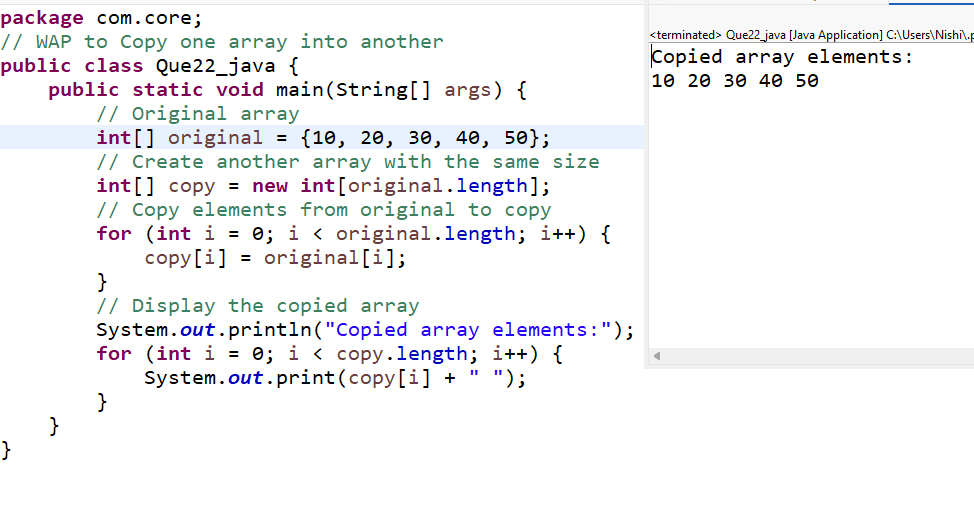 package com.core;
// WAP to Copy one array into another
public class Que22_java {
    public static void main(String[] args) {
        // Original array
        int[] original = {10, 20, 30, 40, 50};
        // Create another array with the same size
        int[] copy = new int[original.length];
        // Copy elements from original to copy
        for (int i = 0; i < original.length; i++) {
            copy[i] = original[i];
        }
        // Display the copied array
        System.out.println("Copied array elements:");
        for (int i = 0; i < copy.length; i++) {
            System.out.print(copy[i] + " ");
        }
    }
}
<terminated> Que22_java [Java Application] C:\Users\Nishi\.p
Copied array elements:
10 20 30 40 50